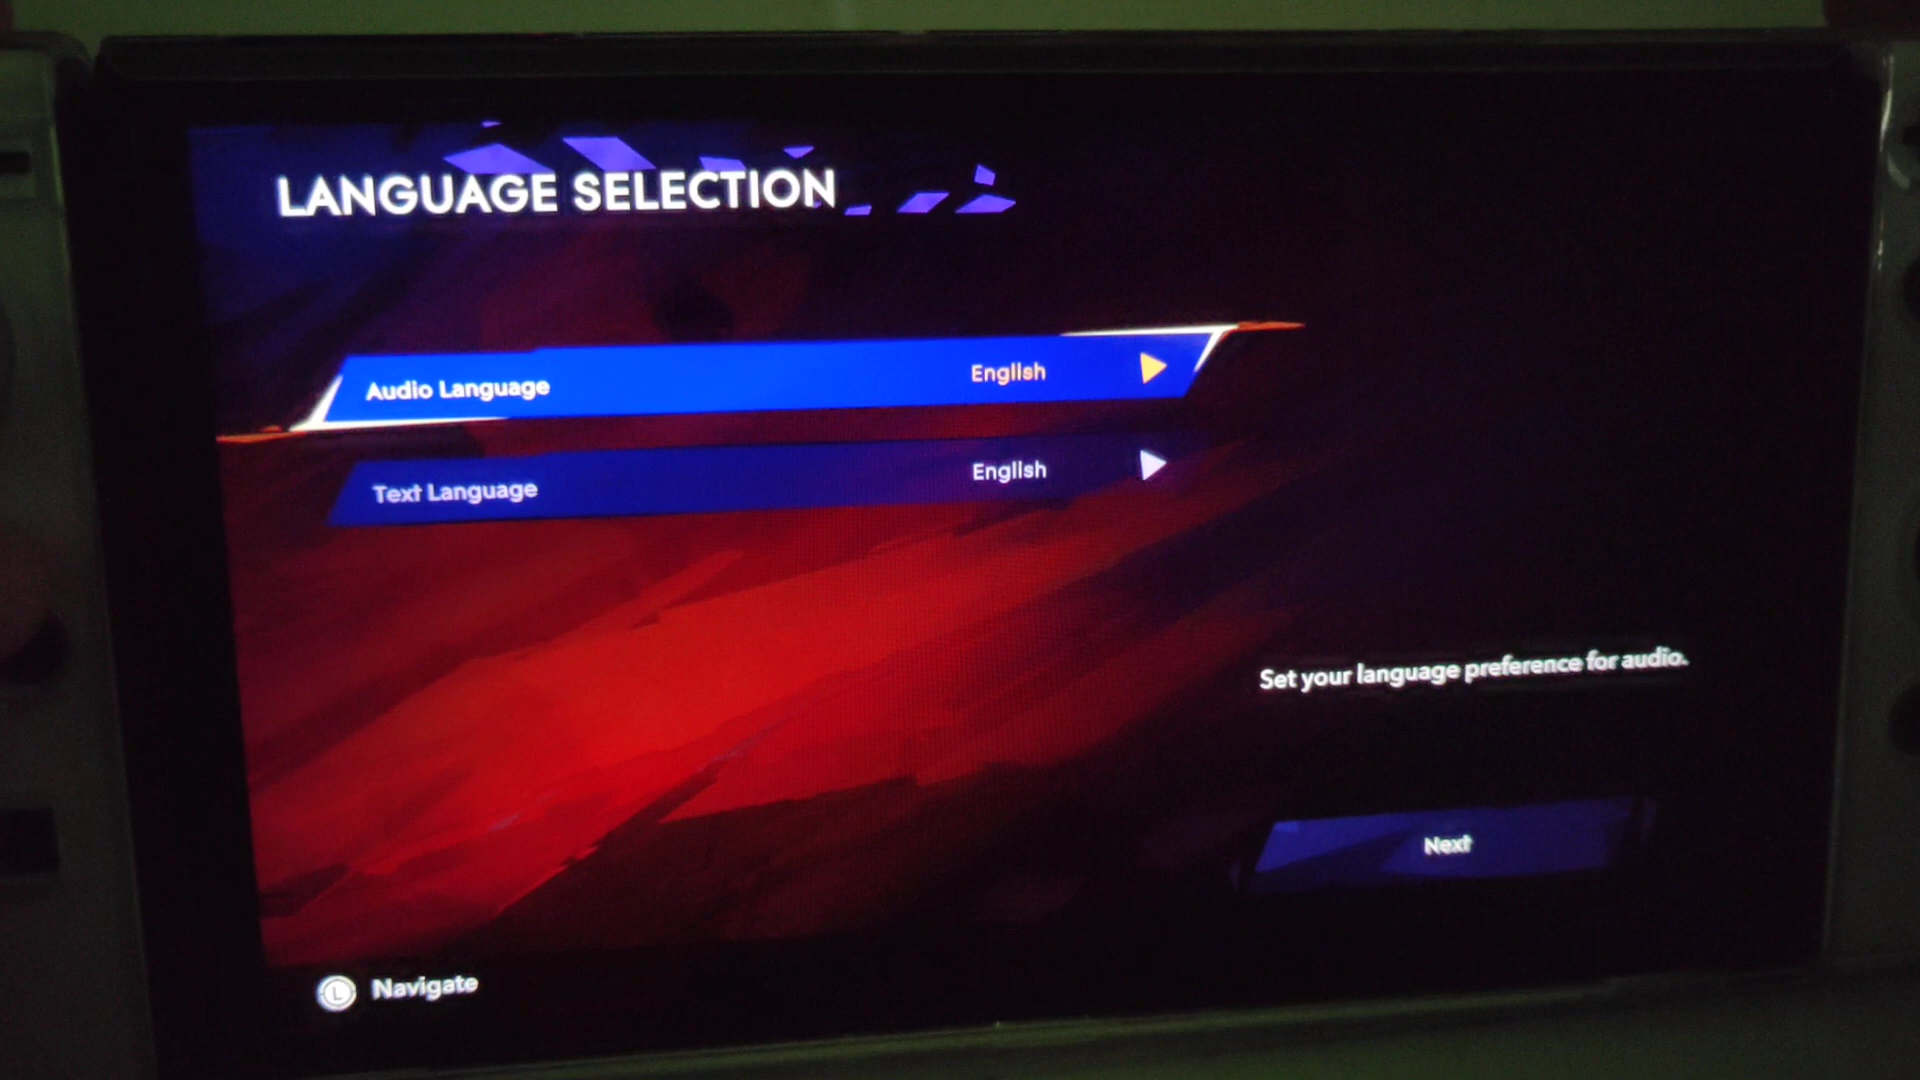 LANGUAGE SELECTION
Audio Language English
Text Language English
Set your language preference for audio.
Next
L Navigate